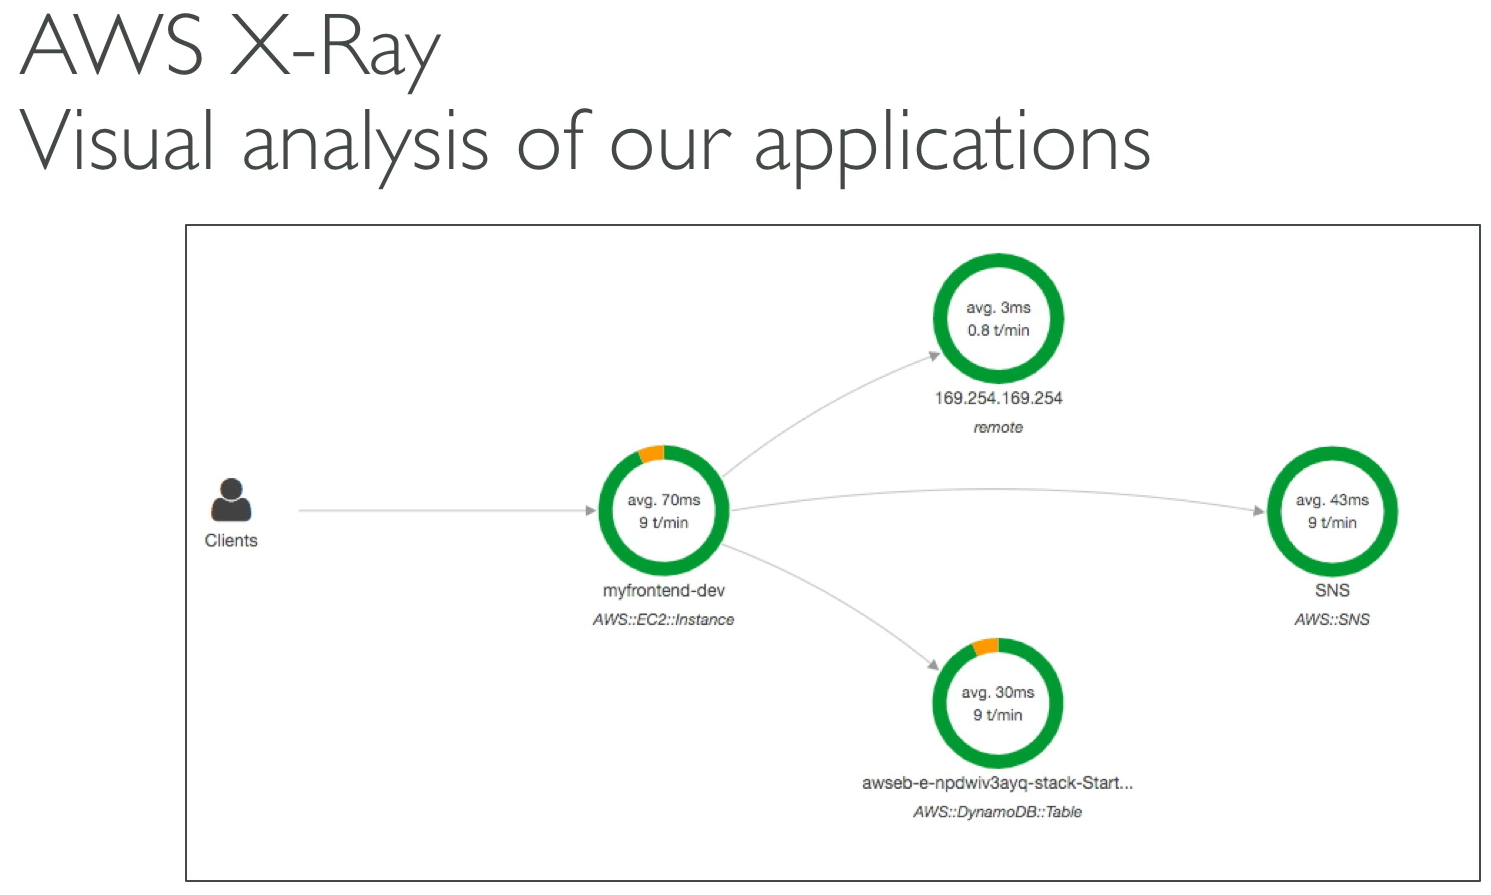 AWS X-Ray
Visual analysis of our applications
avg. 3ms
0.8 t/min
169.254.169.254
remote
Clients
avg. 70ms
9 t/min
myfrontend-dev
AWS::EC2::Instance
avg. 43ms
9 t/min
SNS
AWS::SNS
avg. 30ms
9 t/min
awseb-e-npdwiv3ayq-stack-Start...
AWS::DynamoDB::Table